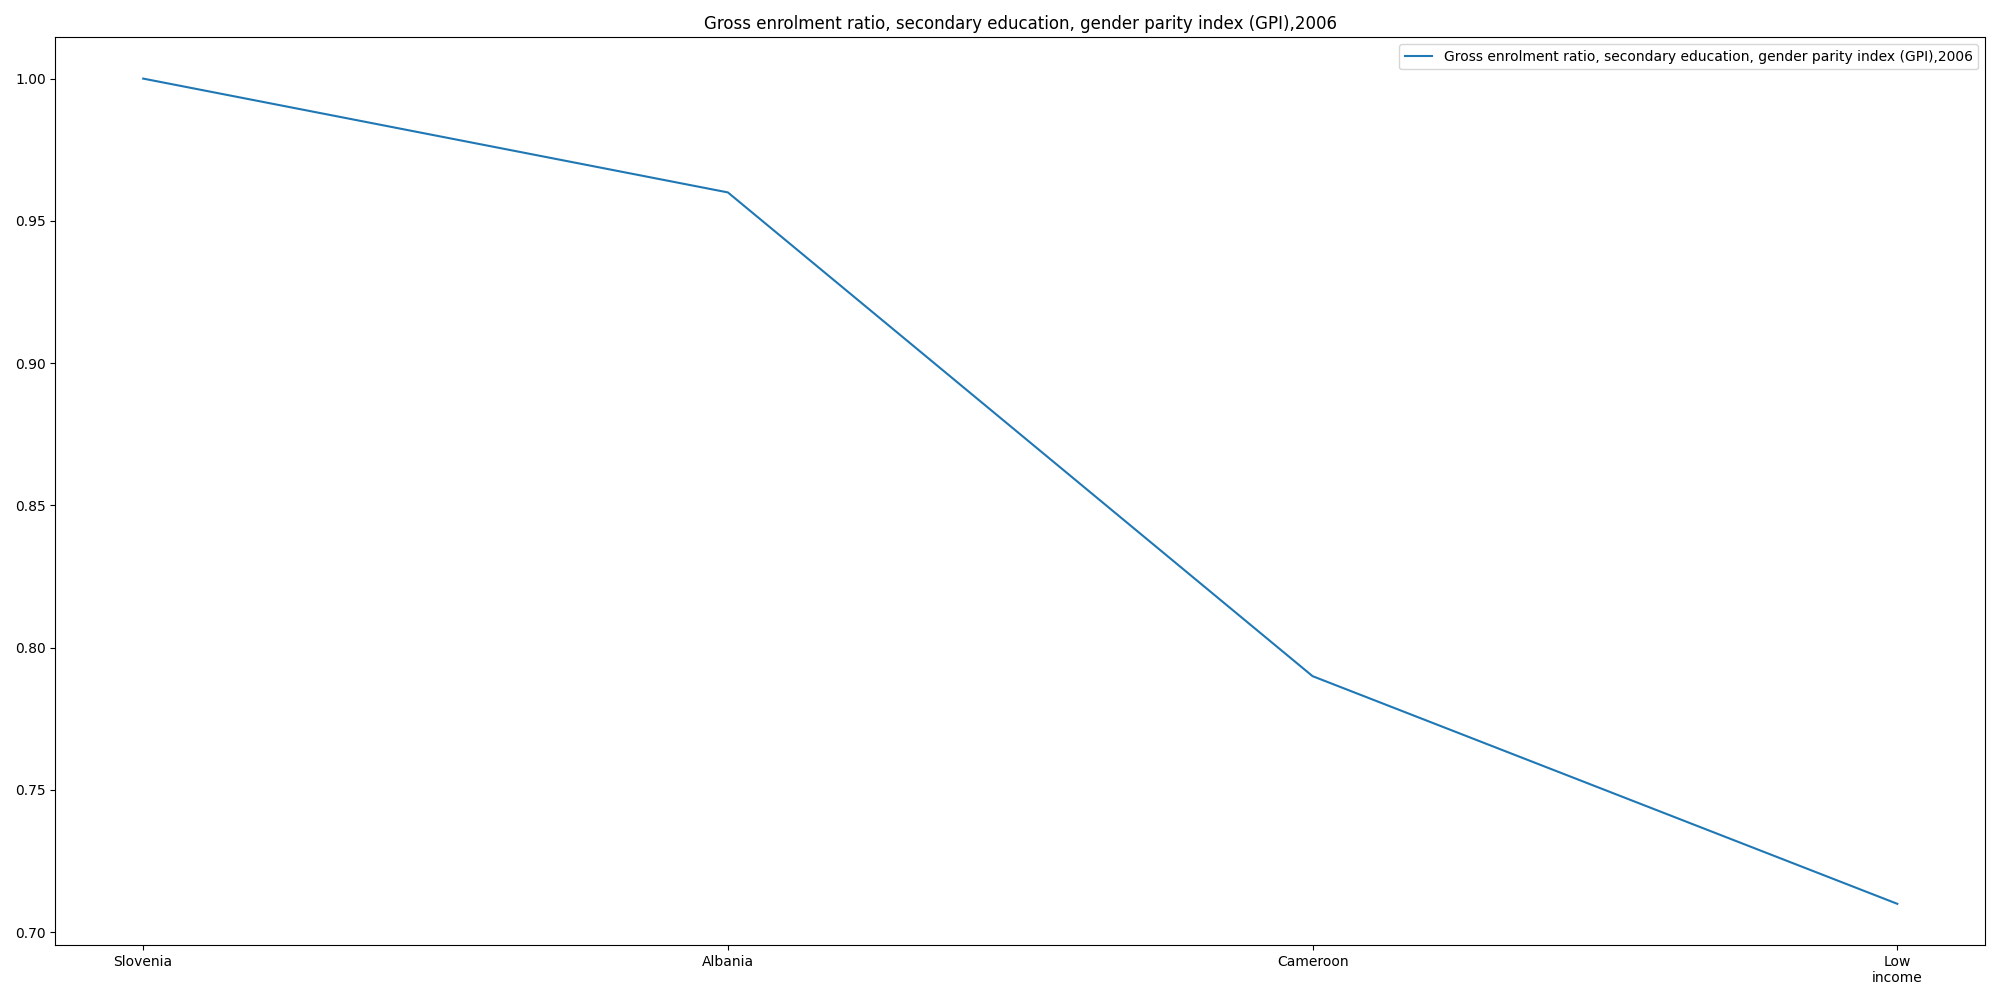 Gross enrolment ratio, secondary education, gender parity index (GPI),2006
Gross enrolment ratio, secondary education, gender parity index (GPI),2006
1.00
0.95
0.90
0.85
0.80
0.75
0.70
Slovenia
Albania
Cameroon
Low
income